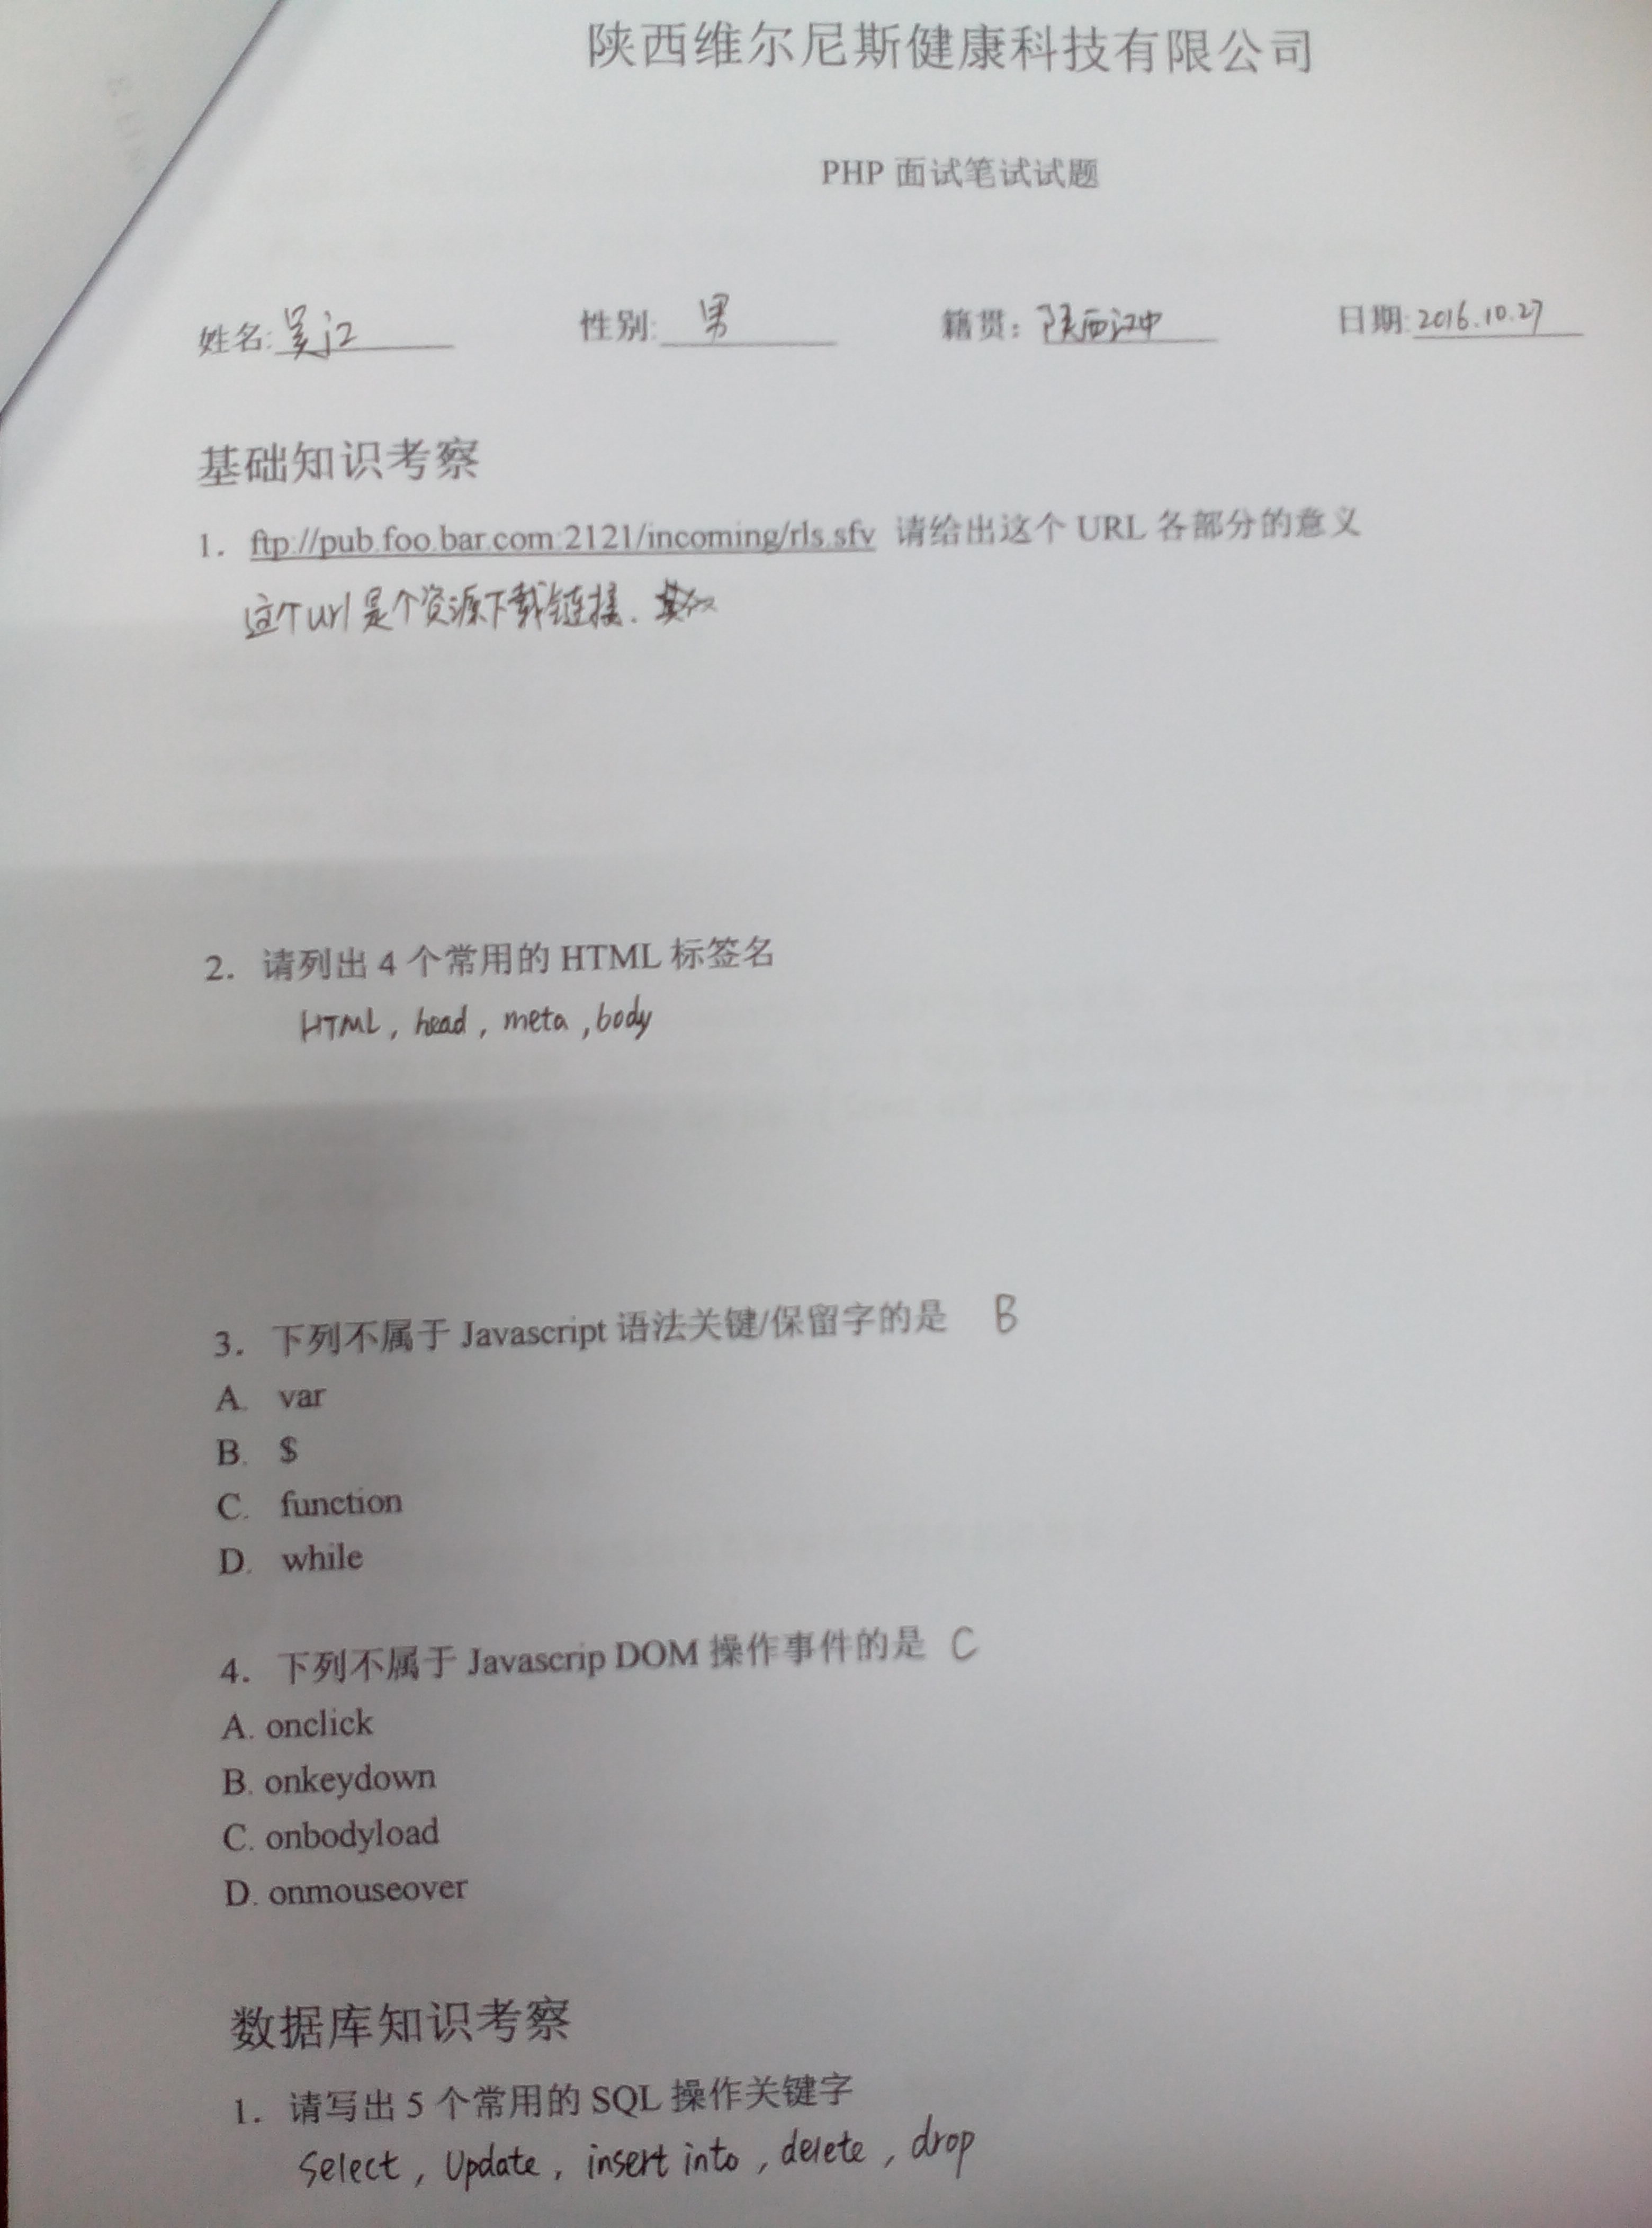 陕西维尔尼斯健康科技有限公司
PHP 面试笔试试题
姓名: 吴江 性别: 男 籍贯: 陕西汉中 日期: 2016.10.27
基础知识考察
1. ftp://pub.foo.bar.com:2121/incoming/rls.sfv 请给出这个 URL 各部分的意义
这个url是个资源下载链接.
2. 请列出 4 个常用的 HTML 标签名
HTML, head, meta, body
3. 下列不属于 Javascript 语法关键/保留字的是 B
A. var
B. $
C. function
D. while
4. 下列不属于 Javascrip DOM 操作事件的是 C
A. onclick
B. onkeydown
C. onbodyload
D. onmouseover
数据库知识考察
1. 请写出 5 个常用的 SQL 操作关键字
Select, Update, insert into, delete, drop